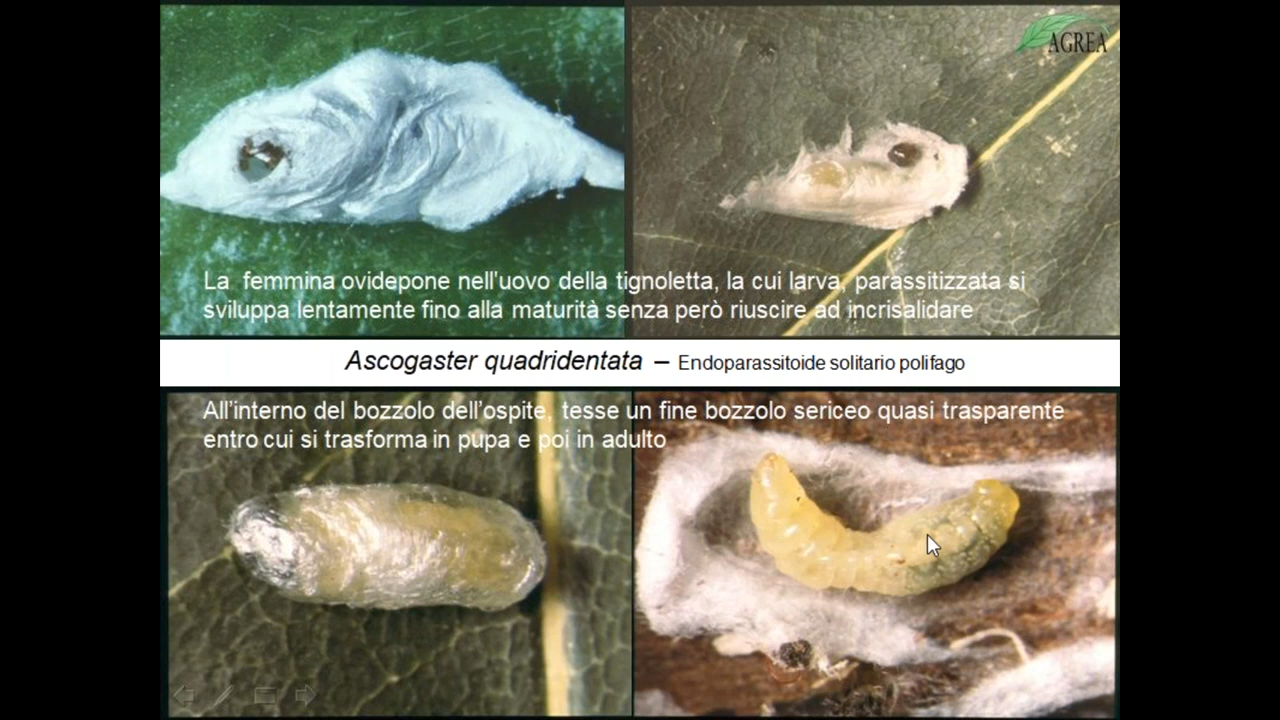 AGREA
La femmina ovidepone nell'uovo della tignoletta, la cui larva, parassitizzata si
sviluppa lentamente fino alla maturità senza però riuscire ad incrisalidare
Ascogaster quadridentata – Endoparassitoide solitario polifago
All'interno del bozzolo dell'ospite, tesse un fine bozzolo sericeo quasi trasparente
entro cui si trasforma in pupa e poi in adulto